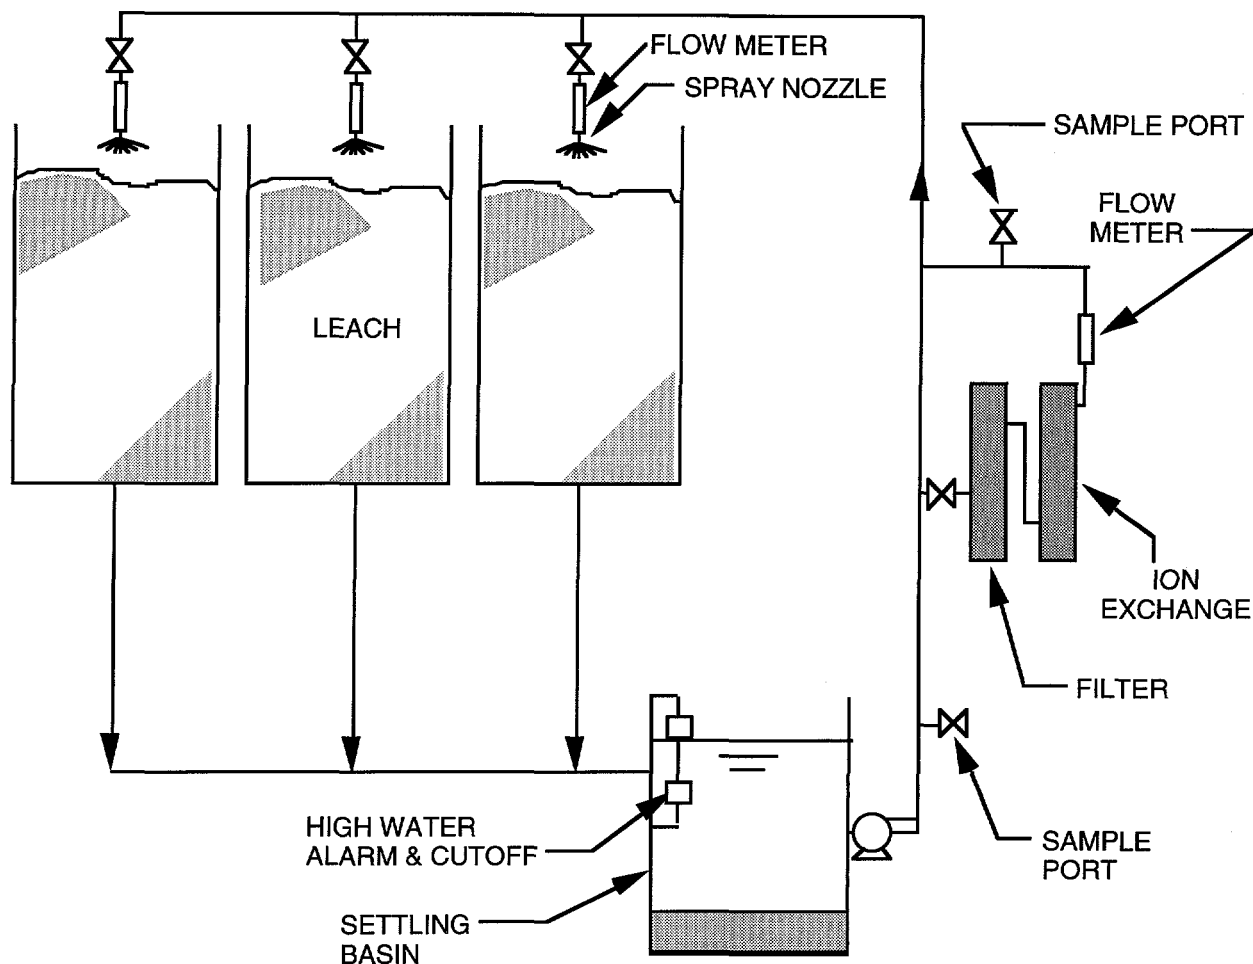 FLOW METER
SPRAY NOZZLE
SAMPLE PORT
FLOW
METER
LEACH
ION
EXCHANGE
FILTER
HIGH WATER
ALARM & CUTOFF
SAMPLE
PORT
SETTLING
BASIN